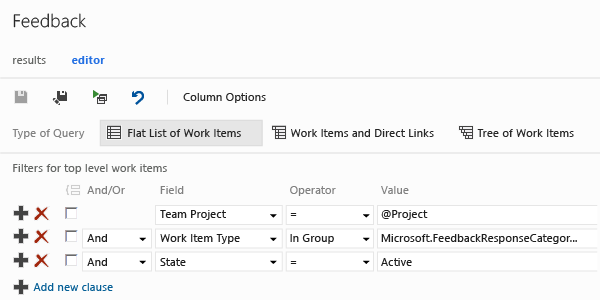 Feedback
results editor
Column Options
Type of Query Flat List of Work Items Work Items and Direct Links Tree of Work Items
Filters for top level work items
And/Or Field Operator Value
Team Project = @Project
And Work Item Type In Group Microsoft.FeedbackResponseCategor...
And State = Active
Add new clause